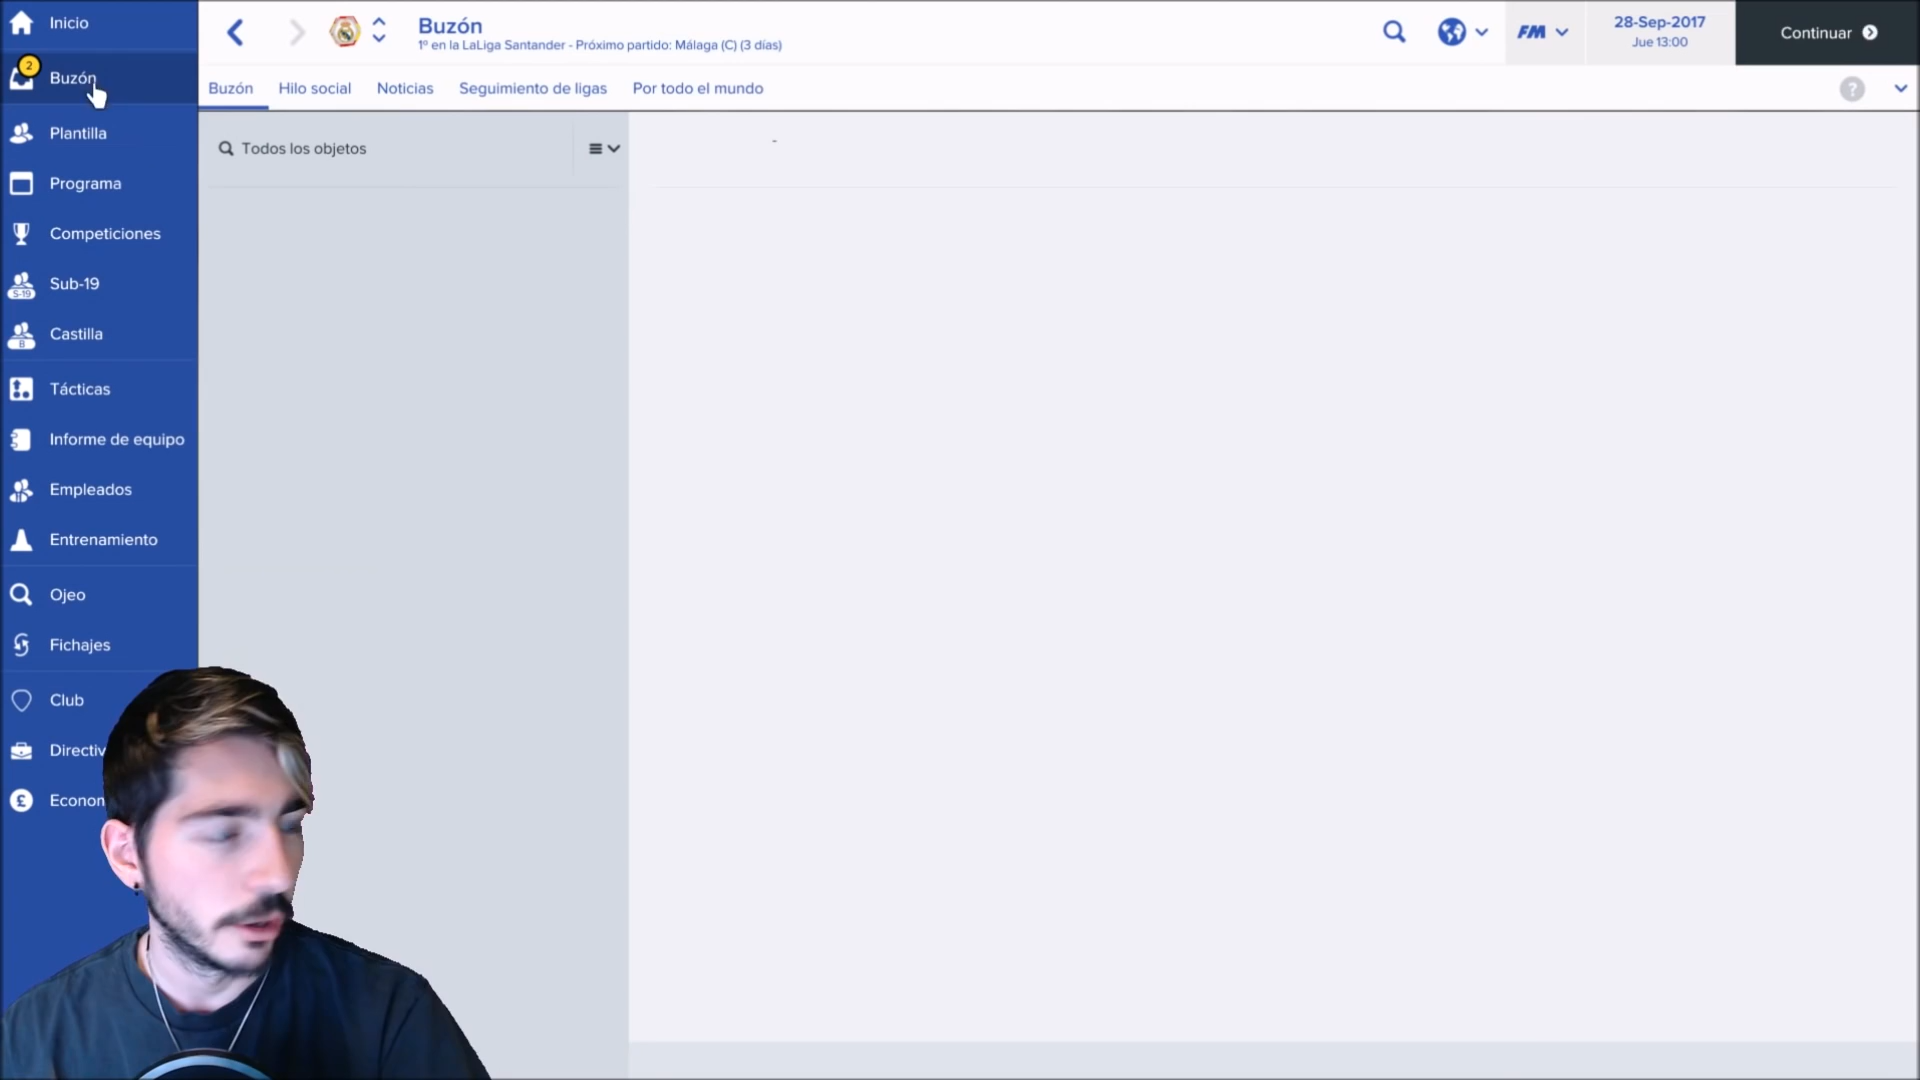 Inicio
2
Buzón
Plantilla
Programa
Competiciones
S-19
Sub-19
B
Castilla
Tácticas
Informe de equipo
Empleados
Entrenamiento
Ojeo
Fichajes
Club
Directiv
£
Econom
Buzón
1º en la LaLiga Santander - Próximo partido: Málaga (C) (3 días)
FM
28-Sep-2017
Jue 13:00
Continuar
Buzón Hilo social Noticias Seguimiento de ligas Por todo el mundo
?
Todos los objetos
-